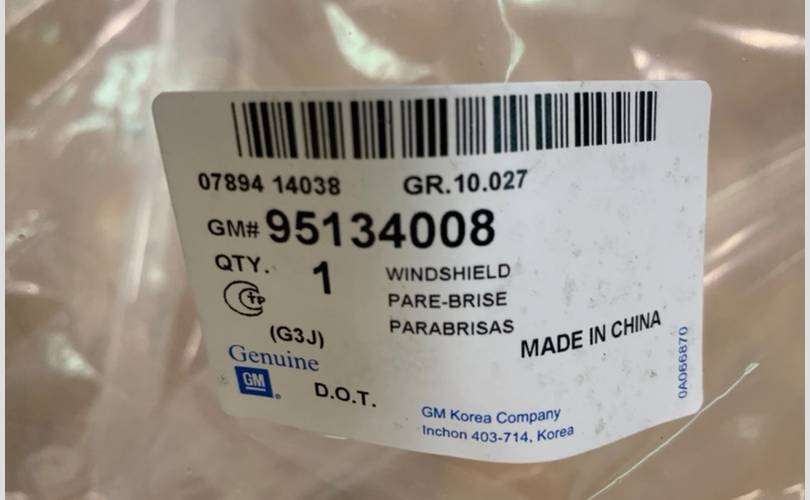 07894 14038 GR.10.027
GM# 95134008
QTY. 1 WINDSHIELD
PARE-BRISE
PARABRISAS
(G3J)
MADE IN CHINA
Genuine
GM
D.O.T.
GM Korea Company
Inchon 403-714, Korea
0A066870